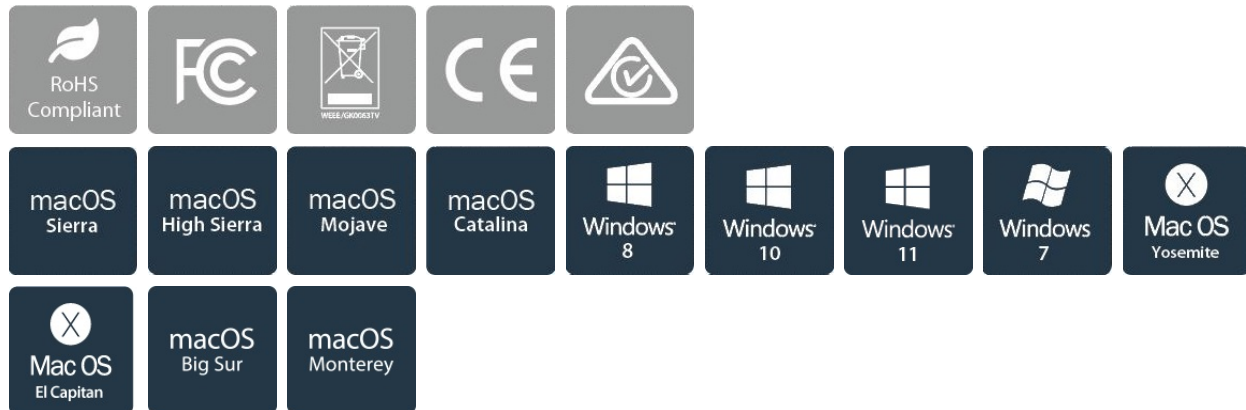 RoHS
Compliant
FC
WEEE/GK0083TV
CE
macOS
Sierra
macOS
High Sierra
macOS
Mojave
macOS
Catalina
Windows
8
Windows
10
Windows
11
Windows
7
X
Mac OS
Yosemite
X
Mac OS
El Capitan
macOS
Big Sur
macOS
Monterey